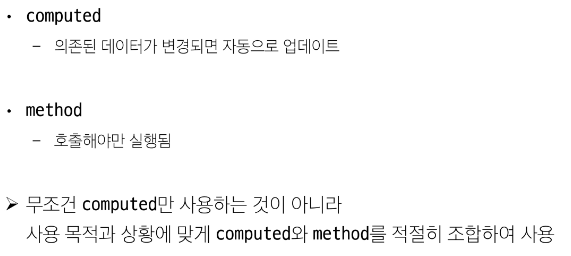 • computed
– 의존된 데이터가 변경되면 자동으로 업데이트
• method
– 호출해야만 실행됨
➢ 무조건 computed만 사용하는 것이 아니라
사용 목적과 상황에 맞게 computed와 method를 적절히 조합하여 사용